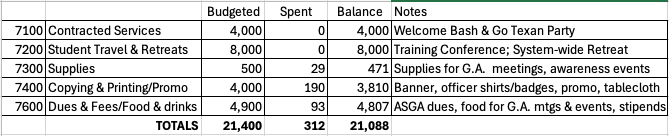 Budgeted Spent Balance Notes
7100 Contracted Services 4,000 0 4,000 Welcome Bash & Go Texan Party
7200 Student Travel & Retreats 8,000 0 8,000 Training Conference; System-wide Retreat
7300 Supplies 500 29 471 Supplies for G.A. meetings, awareness events
7400 Copying & Printing/Promo 4,000 190 3,810 Banner, officer shirts/badges, promo, tablecloth
7600 Dues & Fees/Food & drinks 4,900 93 4,807 ASGA dues, food for G.A. mtgs & events, stipends
TOTALS 21,400 312 21,088